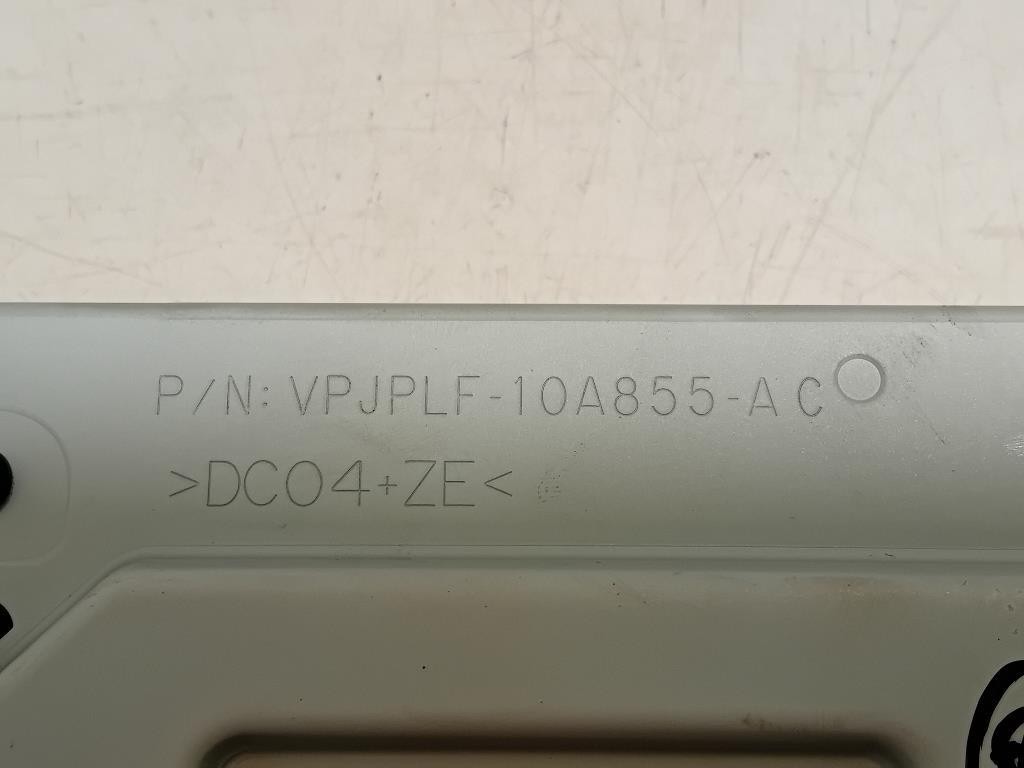 P/N: VPJPLF-10A855-AC
>DC04+ZE<